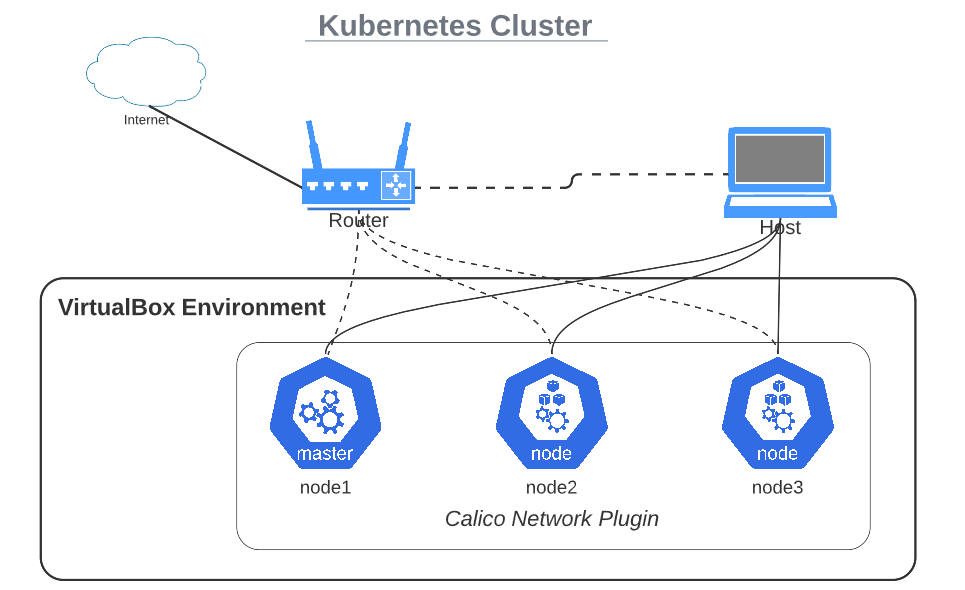 Kubernetes Cluster
Internet
Router
Host
VirtualBox Environment
master
node
node
node1
node2
node3
Calico Network Plugin